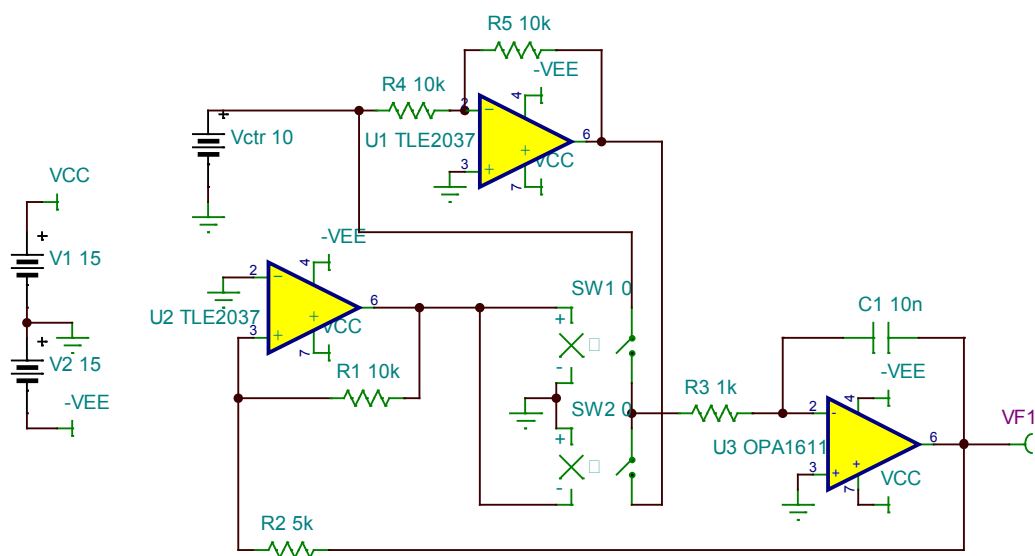 R5 10k
-VEE
R4 10k
4
2
-
+
Vctr 10
U1 TLE2037
6
+
VCC
3
+
7
VCC
-VEE
+
V1 15
4
2
-
6
SW1 0
C1 10n
U2 TLE2037
+
VCC
+
3
+
7
R1 10k
-
-VEE
+
V2 15
SW2 0
R3 1k
4
-VEE
+
2
-
VF1
U3 OPA1611
6
3
+
+
VCC
-
7
R2 5k